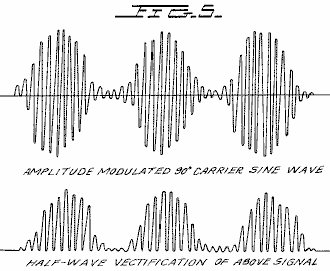 FIG. 5.
AMPLITUDE MODULATED 90° CARRIER SINE WAVE
HALF-WAVE VECTIFICATION OF ABOVE SIGNAL